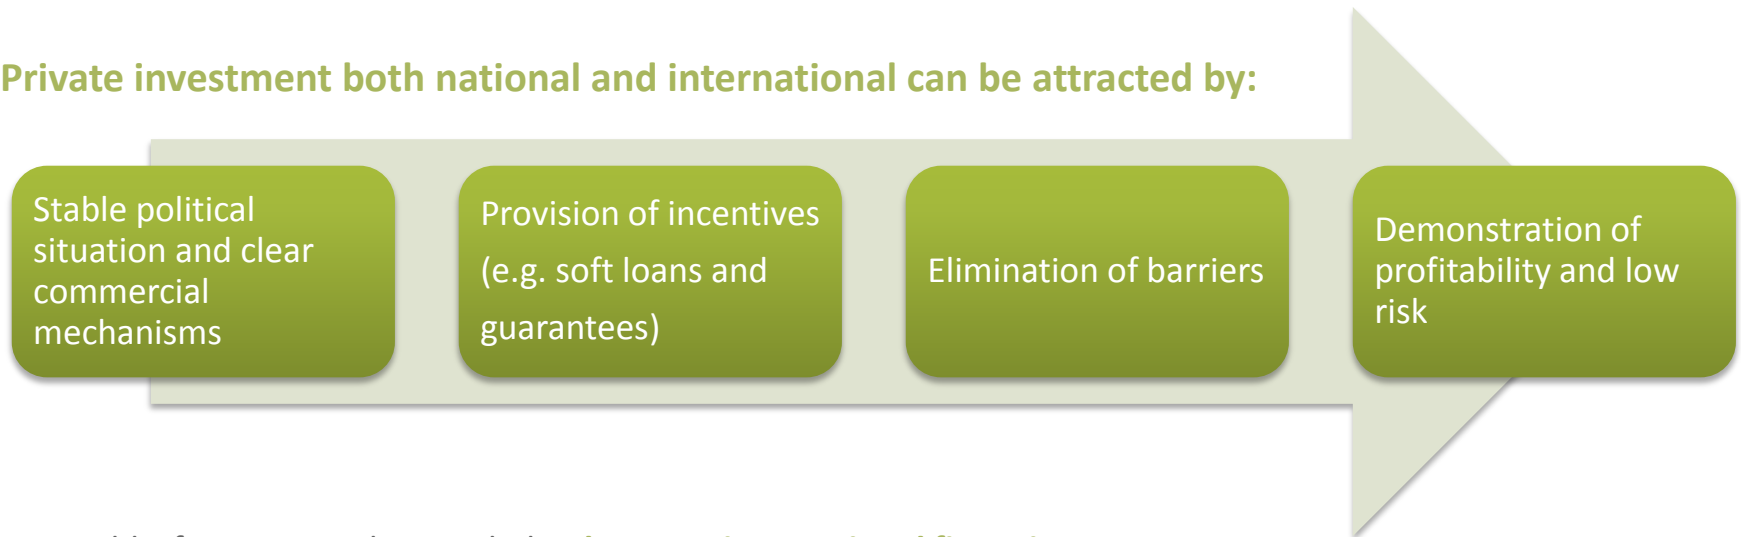 Private investment both national and international can be attracted by:
Stable political
situation and clear
commercial
mechanisms
Provision of incentives
(e.g. soft loans and
guarantees)
Elimination of barriers
Demonstration of
profitability and low
risk